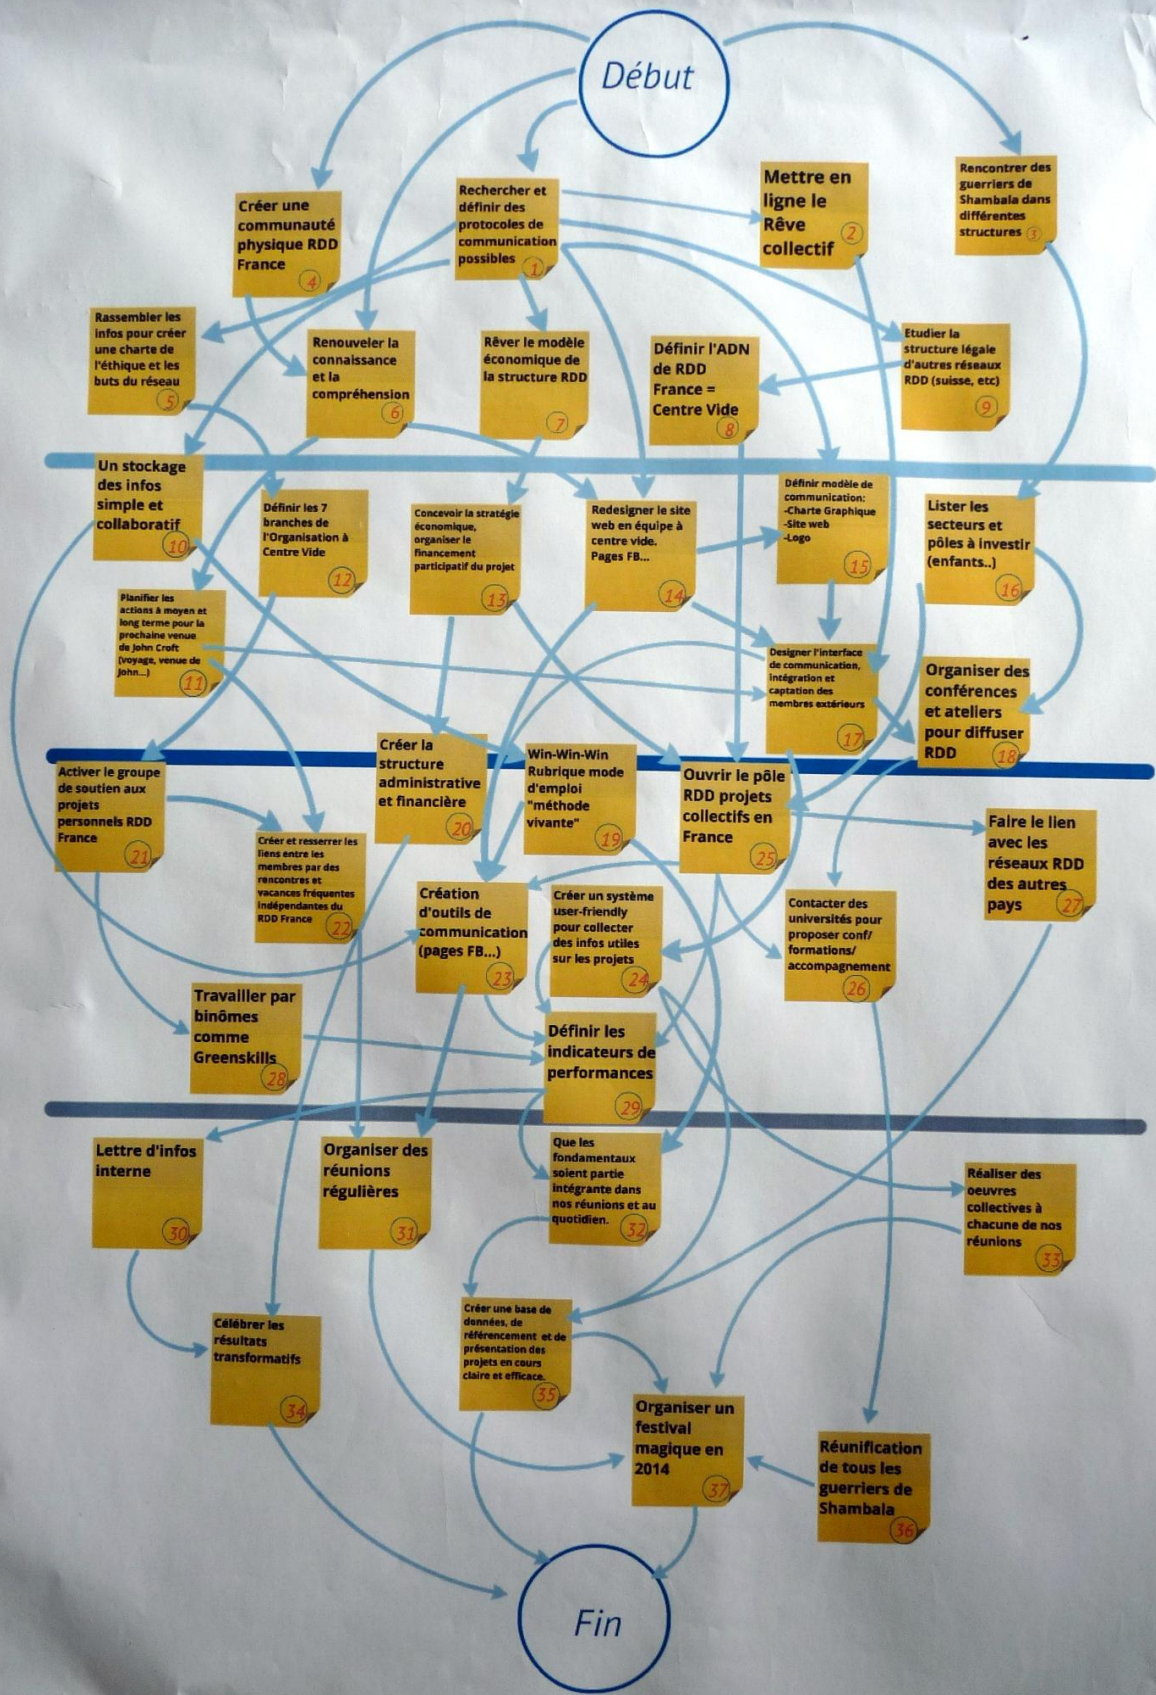 Début
Créer une
communauté
physique RDD
France
4
Rechercher et
définir des
protocoles de
communication
possibles
1
Mettre en
ligne le
Rêve
collectif
2
Rencontrer des
guerriers de
Shambala dans
différentes
structures
3
Rassembler les
infos pour créer
une charte de
l'éthique et les
buts du réseau
5
Renouveler la
connaissance
et la
compréhension
6
Rêver le modèle
économique de
la structure RDD
7
Définir l'ADN
de RDD
France =
Centre Vide
8
Etudier la
structure légale
d'autres réseaux
RDD (suisse, etc)
9
Un stockage
des infos
simple et
collaboratif
10
Définir les 7
branches de
l'Organisation à
Centre Vide
12
Concevoir la stratégie
économique,
organiser le
financement
participatif du projet
13
Redesigner le site
web en équipe à
centre vide.
Pages FB...
14
Définir modèle de
communication:
-Charte Graphique
-Site web
-Logo
15
Lister les
secteurs et
pôles à investir
(enfants..)
16
Planifier les
actions à moyen et
long terme pour la
prochaine venue
de John Croft
(voyage, venue de
John...)
11
Designer l'interface
de communication,
intégration et
captation des
membres extérieurs
17
Organiser des
conférences
et ateliers
pour diffuser
RDD
18
Activer le groupe
de soutien aux
projets
personnels RDD
France
21
Créer la
structure
administrative
et financière
20
Win-Win-Win
Rubrique mode
d'emploi
"méthode
vivante"
19
Ouvrir le pôle
RDD projets
collectifs en
France
25
Faire le lien
avec les
réseaux RDD
des autres
pays
27
Créer et resserrer les
liens entre les
membres par des
rencontres et
vacances fréquentes
indépendantes du
RDD France
22
Création
d'outils de
communication
(pages FB...)
23
Créer un système
user-friendly
pour collecter
des infos utiles
sur les projets
24
Contacter des
universités pour
proposer conf/
formations/
accompagnement
26
Travailler par
binômes
comme
Greenskills
28
Définir les
indicateurs de
performances
29
Lettre d'infos
interne
30
Organiser des
réunions
régulières
31
Que les
fondamentaux
soient partie
intégrante dans
nos réunions et au
quotidien.
32
Réaliser des
oeuvres
collectives à
chacune de nos
réunions
33
Célébrer les
résultats
transformatifs
34
Créer une base de
données, de
référencement et de
présentation des
projets en cours
claire et efficace.
35
Organiser un
festival
magique en
2014
37
Réunification
de tous les
guerriers de
Shambala
36
Fin